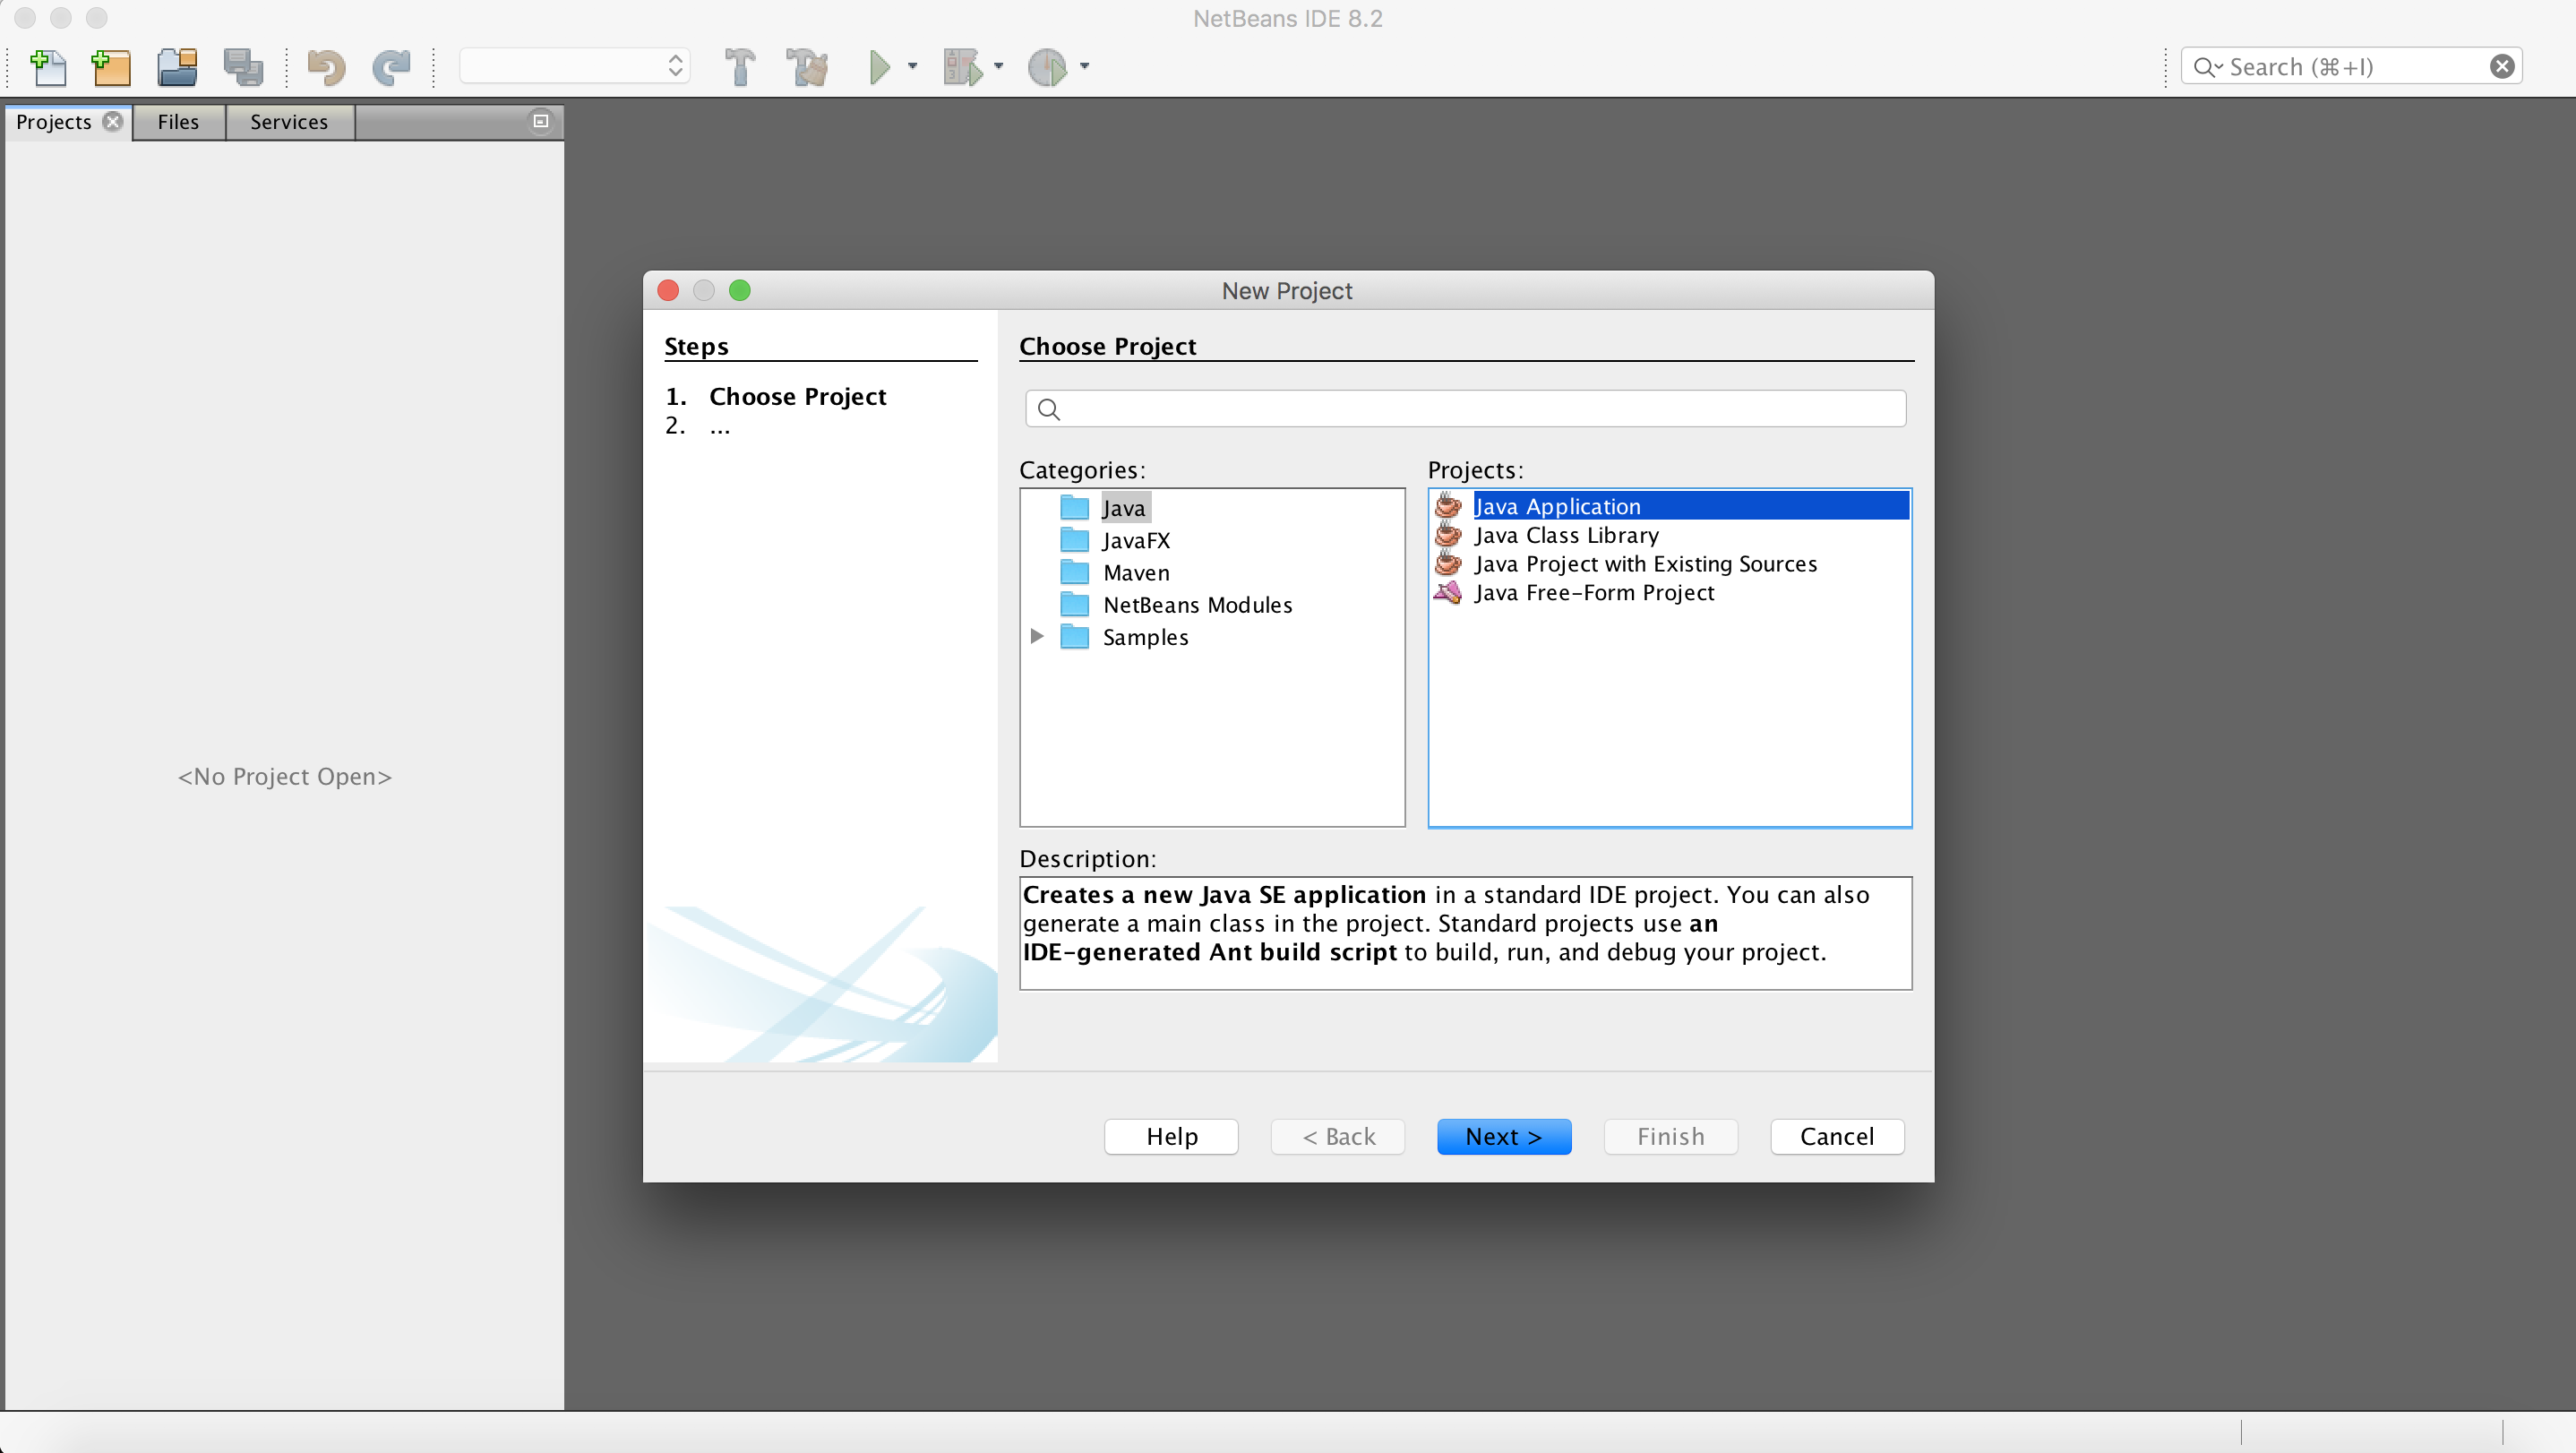 NetBeans IDE 8.2
Search (⌘+I)
Projects
Files
Services
<No Project Open>
New Project
Steps
1. Choose Project
2. ...
Choose Project
Categories:
Java
JavaFX
Maven
NetBeans Modules
Samples
Projects:
Java Application
Java Class Library
Java Project with Existing Sources
Java Free-Form Project
Description:
Creates a new Java SE application in a standard IDE project. You can also
generate a main class in the project. Standard projects use an
IDE-generated Ant build script to build, run, and debug your project.
Help
< Back
Next >
Finish
Cancel